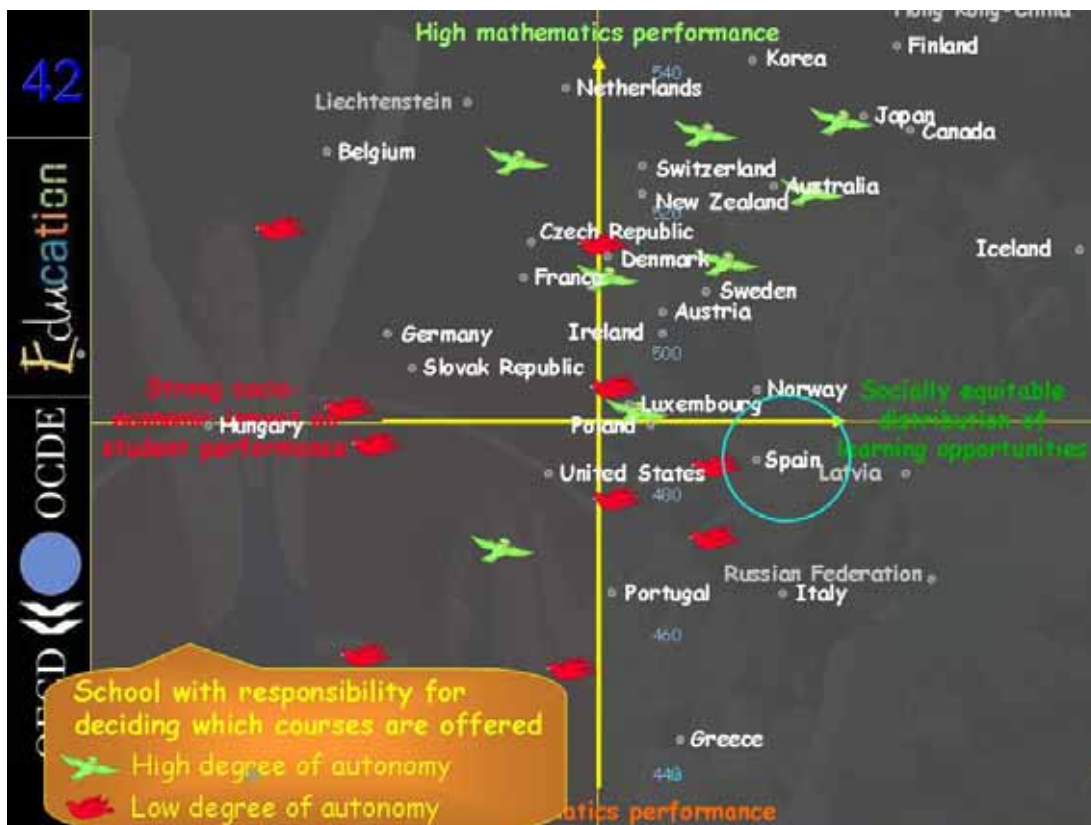 42
Education
OCDE
OECD
Hong Kong-China
High mathematics performance
Finland
Korea
540
Netherlands
Liechtenstein
Japan
Canada
Belgium
Switzerland
Australia
New Zealand
520
Czech Republic
Denmark
Iceland
France
Sweden
Austria
Germany
Ireland
500
Slovak Republic
Strong socio-
economic impact on
student performance
Norway
Socially equitable
distribution of
learning opportunities
Luxembourg
Hungary
Poland
United States
Spain
Latvia
480
Russian Federation
Portugal
Italy
460
Greece
440
School with responsibility for
deciding which courses are offered
High degree of autonomy
Low degree of autonomy
matics performance